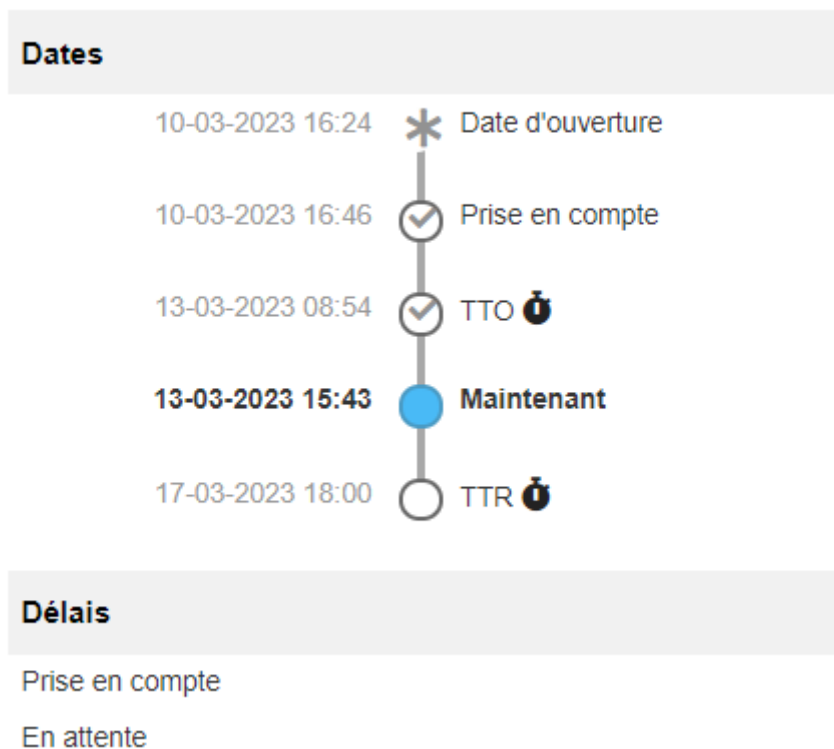 Dates
10-03-2023 16:24 Date d'ouverture
10-03-2023 16:46 Prise en compte
13-03-2023 08:54 TTO
13-03-2023 15:43 Maintenant
17-03-2023 18:00 TTR
Délais
Prise en compte
En attente